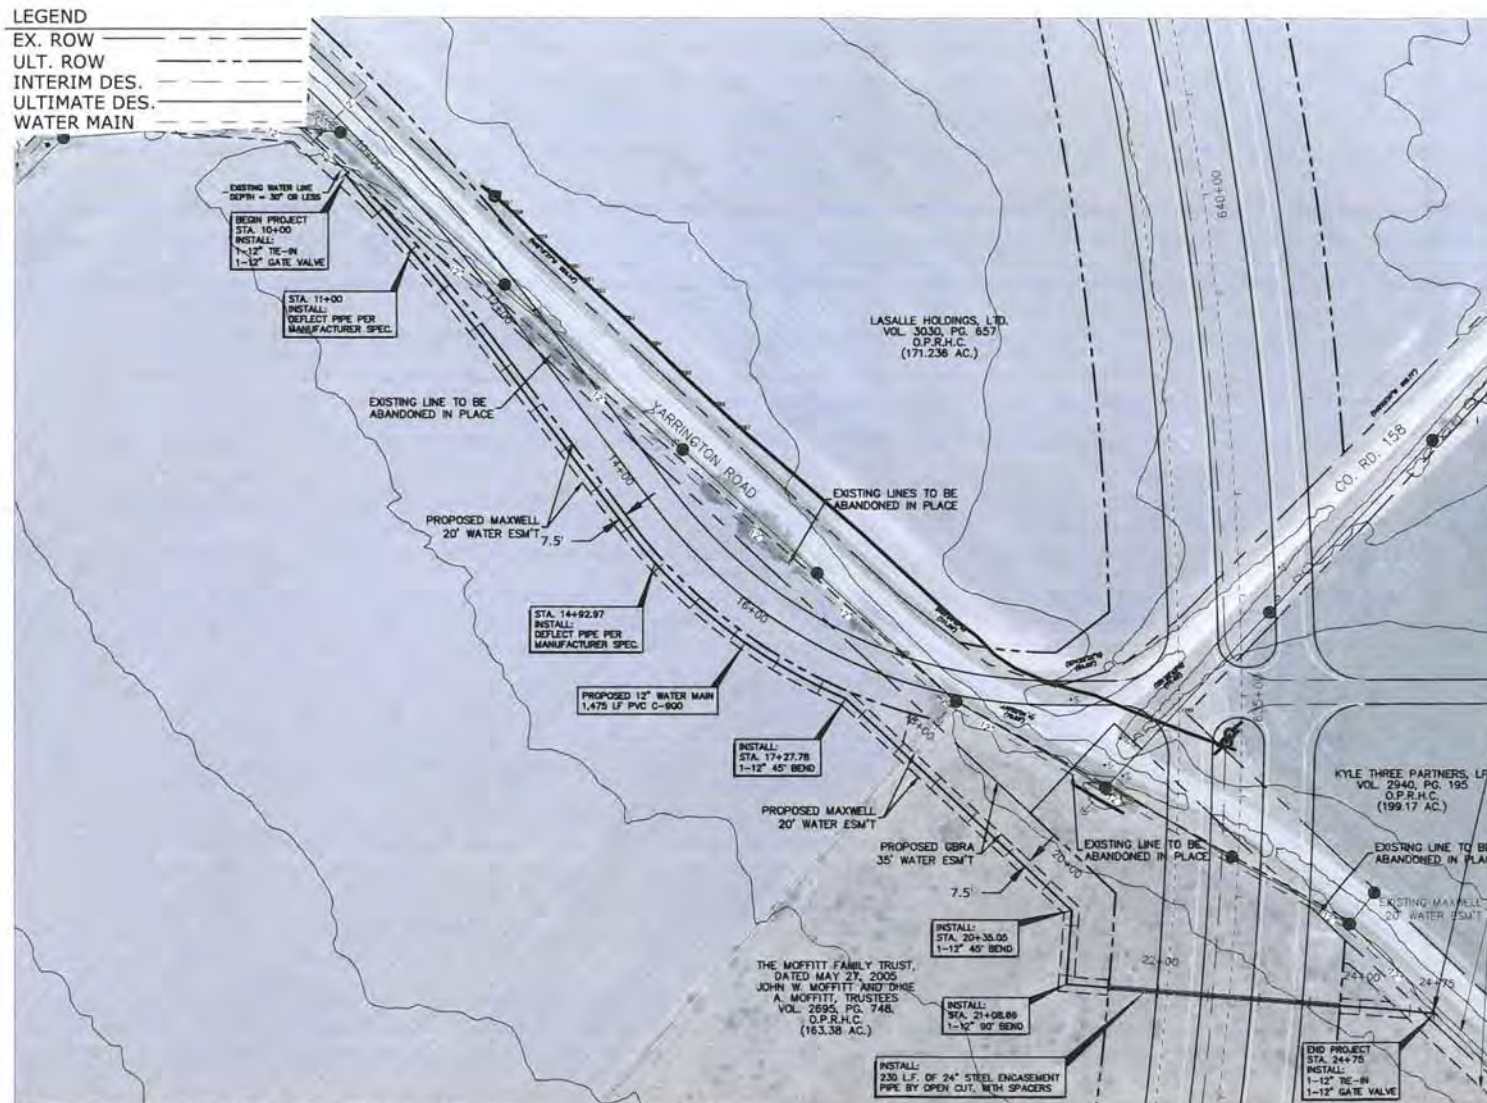 LEGEND
EX. ROW
ULT. ROW
INTERIM DES.
ULTIMATE DES.
WATER MAIN
EXISTING WATER LINE
DEPTH = 30" OR LESS
BEGIN PROJECT
STA. 10+00
INSTALL:
1-12" TIE-IN
1-12" GATE VALVE
STA. 11+00
INSTALL:
DEFLECT PIPE PER
MANUFACTURER SPEC.
640+00
LASALLE HOLDINGS, LTD.
VOL. 3030, PG. 657
O.P.R.H.C.
(171.236 AC.)
EXISTING LINE TO BE
ABANDONED IN PLACE
YARRINGTON ROAD
CO. RD. 158
14+00
EXISTING LINES TO BE
ABANDONED IN PLACE
PROPOSED MAXWELL
20' WATER ESM'T
7.5'
STA. 14+92.97
INSTALL:
DEFLECT PIPE PER
MANUFACTURER SPEC.
16+00
PROPOSED 12" WATER MAIN
1,475 LF PVC C-900
635+00
18+00
INSTALL:
STA. 17+27.78
1-12" 45° BEND
KYLE THREE PARTNERS, LP
VOL. 2940, PG. 195
O.P.R.H.C.
(199.17 AC.)
PROPOSED MAXWELL
20' WATER ESM'T
PROPOSED GBRA
35' WATER ESM'T
EXISTING LINE TO BE
ABANDONED IN PLACE
EXISTING LINE TO BE
ABANDONED IN PLA
20+00
7.5'
EXISTING MAXWELL
20' WATER ESM'T
INSTALL:
STA. 20+35.05
1-12" 45° BEND
22+00
24+00
24+75
THE MOFFITT FAMILY TRUST,
DATED MAY 27, 2005
JOHN W. MOFFITT AND DIXIE
A. MOFFITT, TRUSTEES
VOL. 2695, PG. 748,
O.P.R.H.C.
(163.38 AC.)
INSTALL:
STA. 21+08.86
1-12" 90° BEND
INSTALL:
230 L.F. OF 24" STEEL ENCASEMENT
PIPE BY OPEN CUT, WITH SPACERS
END PROJECT
STA. 24+75
INSTALL:
1-12" TIE-IN
1-12" GATE VALVE